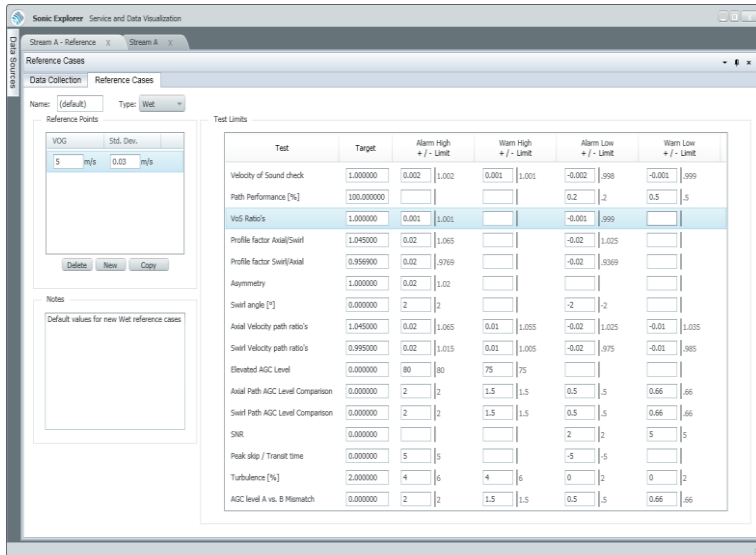 Sonic Explorer Service and Data Visualization
Data Sources
Stream A - Reference X Stream A X
Reference Cases
Data Collection Reference Cases
Name: (default) Type: Wet
Reference Points
VOG Std. Dev.
5 m/s 0.03 m/s
Delete New Copy
Notes
Default values for new Wet reference cases
Test Limits
Test Target Alarm High + / - Limit Warn High + / - Limit Alarm Low + / - Limit Warn Low + / - Limit
Velocity of Sound check 1.000000 0.002 1.002 0.001 1.001 -0.002 .998 -0.001 .999
Path Performance [%] 100.000000 0.2 .2 0.5 .5
VoS Ratio's 1.000000 0.001 1.001 -0.001 .999
Profile factor Axial/Swirl 1.045000 0.02 1.065 -0.02 1.025
Profile factor Swirl/Axial 0.956900 0.02 .9769 -0.02 .9369
Asymmetry 1.000000 0.02 1.02
Swirl angle [°] 0.000000 2 2 -2 -2
Axial Velocity path ratio's 1.045000 0.02 1.065 0.01 1.055 -0.02 1.025 -0.01 1.035
Swirl Velocity path ratio's 0.995000 0.02 1.015 0.01 1.005 -0.02 .975 -0.01 .985
Elevated AGC Level 0.000000 80 80 75 75
Axial Path AGC Level Comparison 0.000000 2 2 1.5 1.5 0.5 .5 0.66 .66
Swirl Path AGC Level Comparison 0.000000 2 2 1.5 1.5 0.5 .5 0.66 .66
SNR 0.000000 2 2 5 5
Peak skip / Transit time 0.000000 5 5 -5 -5
Turbulence [%] 2.000000 4 6 4 6 0 2 0 2
AGC level A vs. B Mismatch 0.000000 2 2 1.5 1.5 0.5 .5 0.66 .66